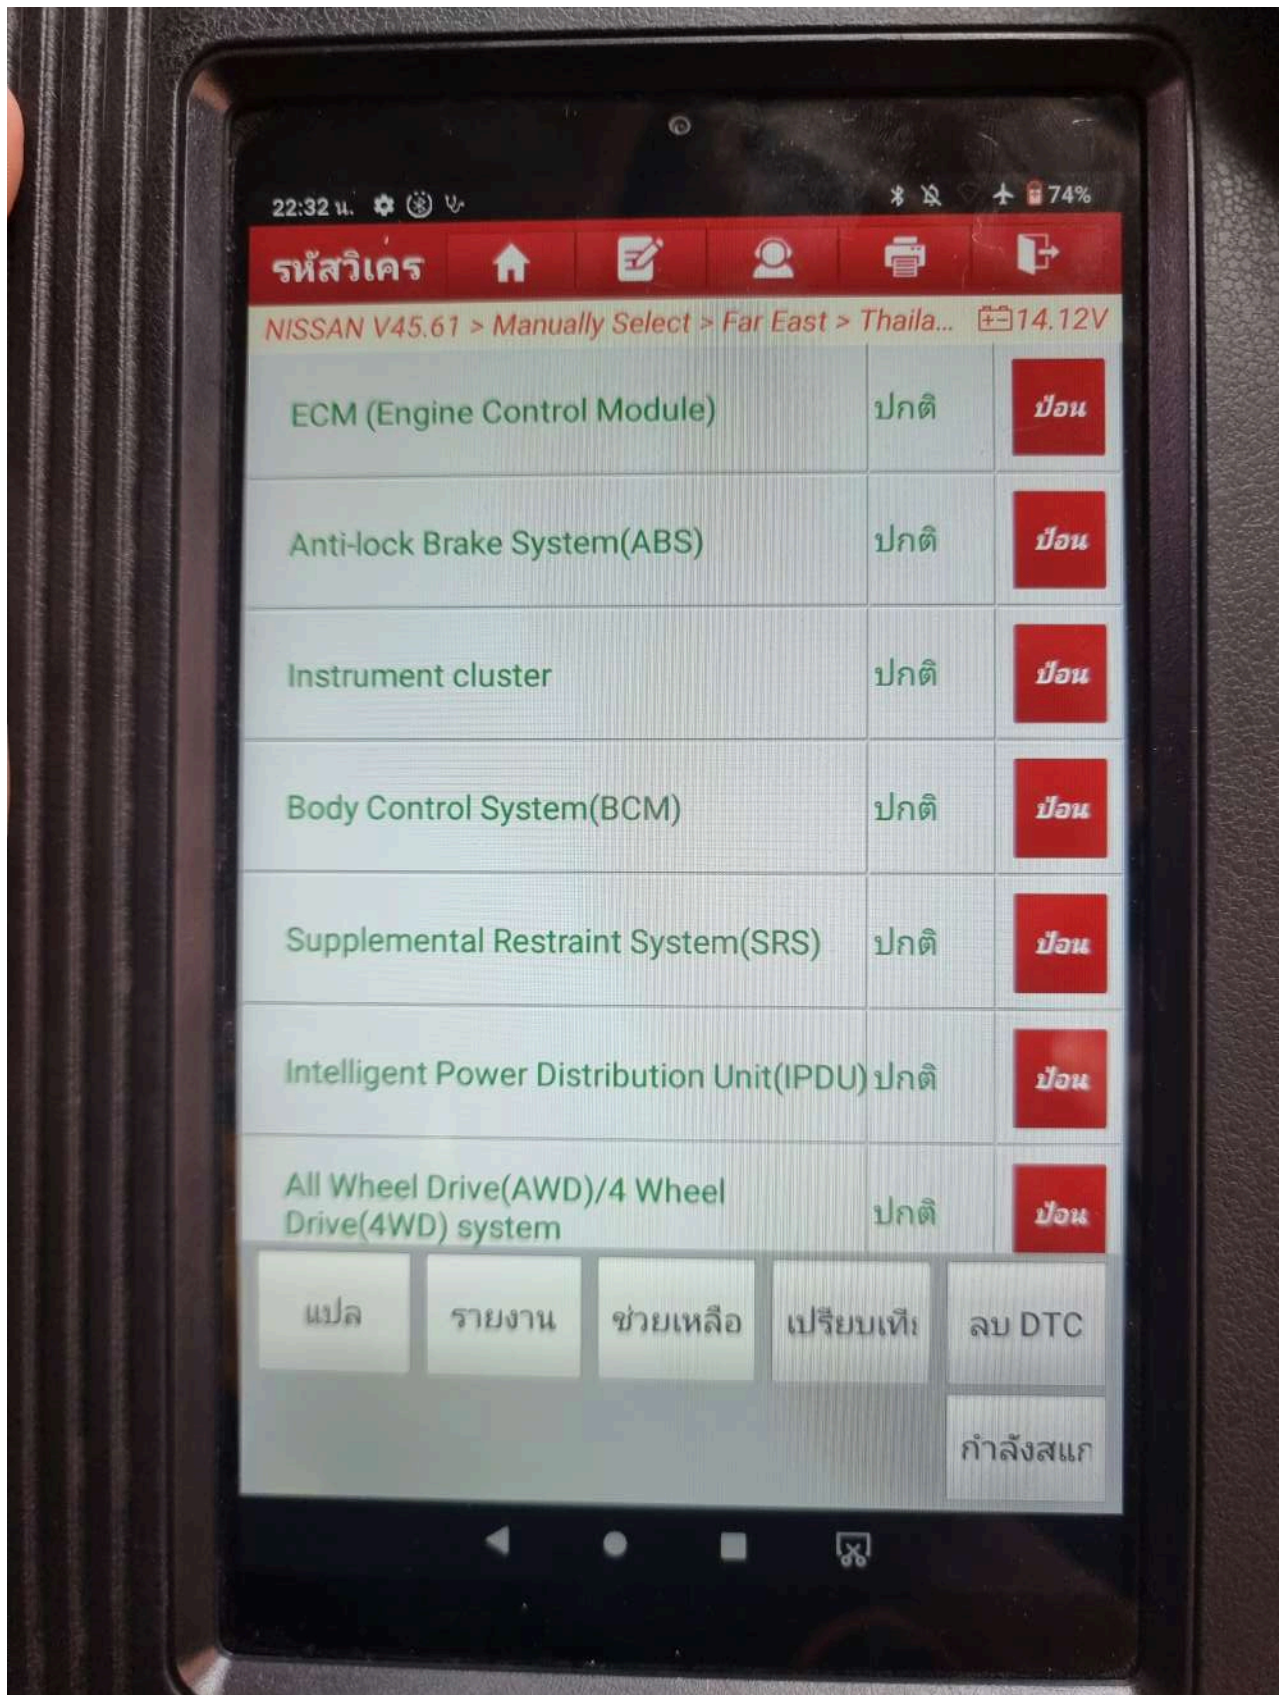 22:32 น.
74%
รหัสวิเคร
NISSAN V45.61 > Manually Select > Far East > Thaila... 14.12V
ECM (Engine Control Module) ปกติ ป้อน
Anti-lock Brake System(ABS) ปกติ ป้อน
Instrument cluster ปกติ ป้อน
Body Control System(BCM) ปกติ ป้อน
Supplemental Restraint System(SRS) ปกติ ป้อน
Intelligent Power Distribution Unit(IPDU) ปกติ ป้อน
All Wheel Drive(AWD)/4 Wheel
Drive(4WD) system ปกติ ป้อน
แปล รายงาน ช่วยเหลือ เปรียบเที ลบ DTC
กำลังสแก